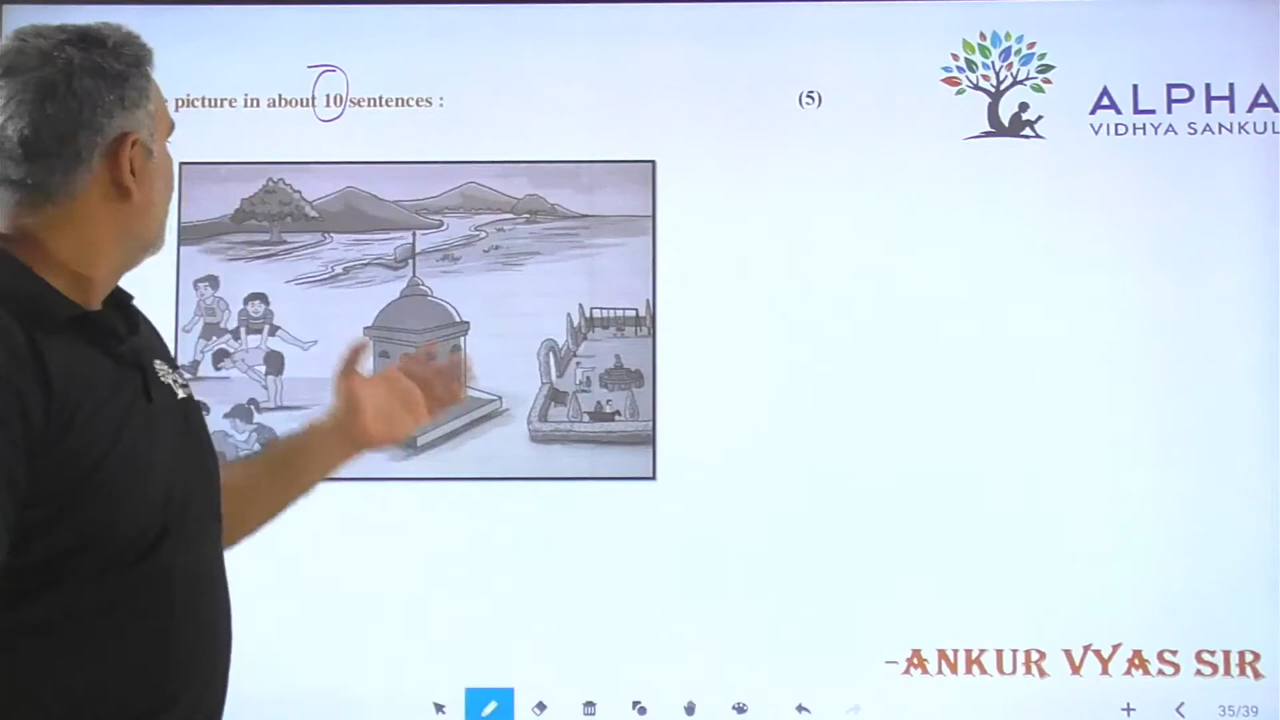 picture in about 10 sentences : (5)
ALPHA
VIDHYA SANKUL
-ANKUR VYAS SIR
35/39